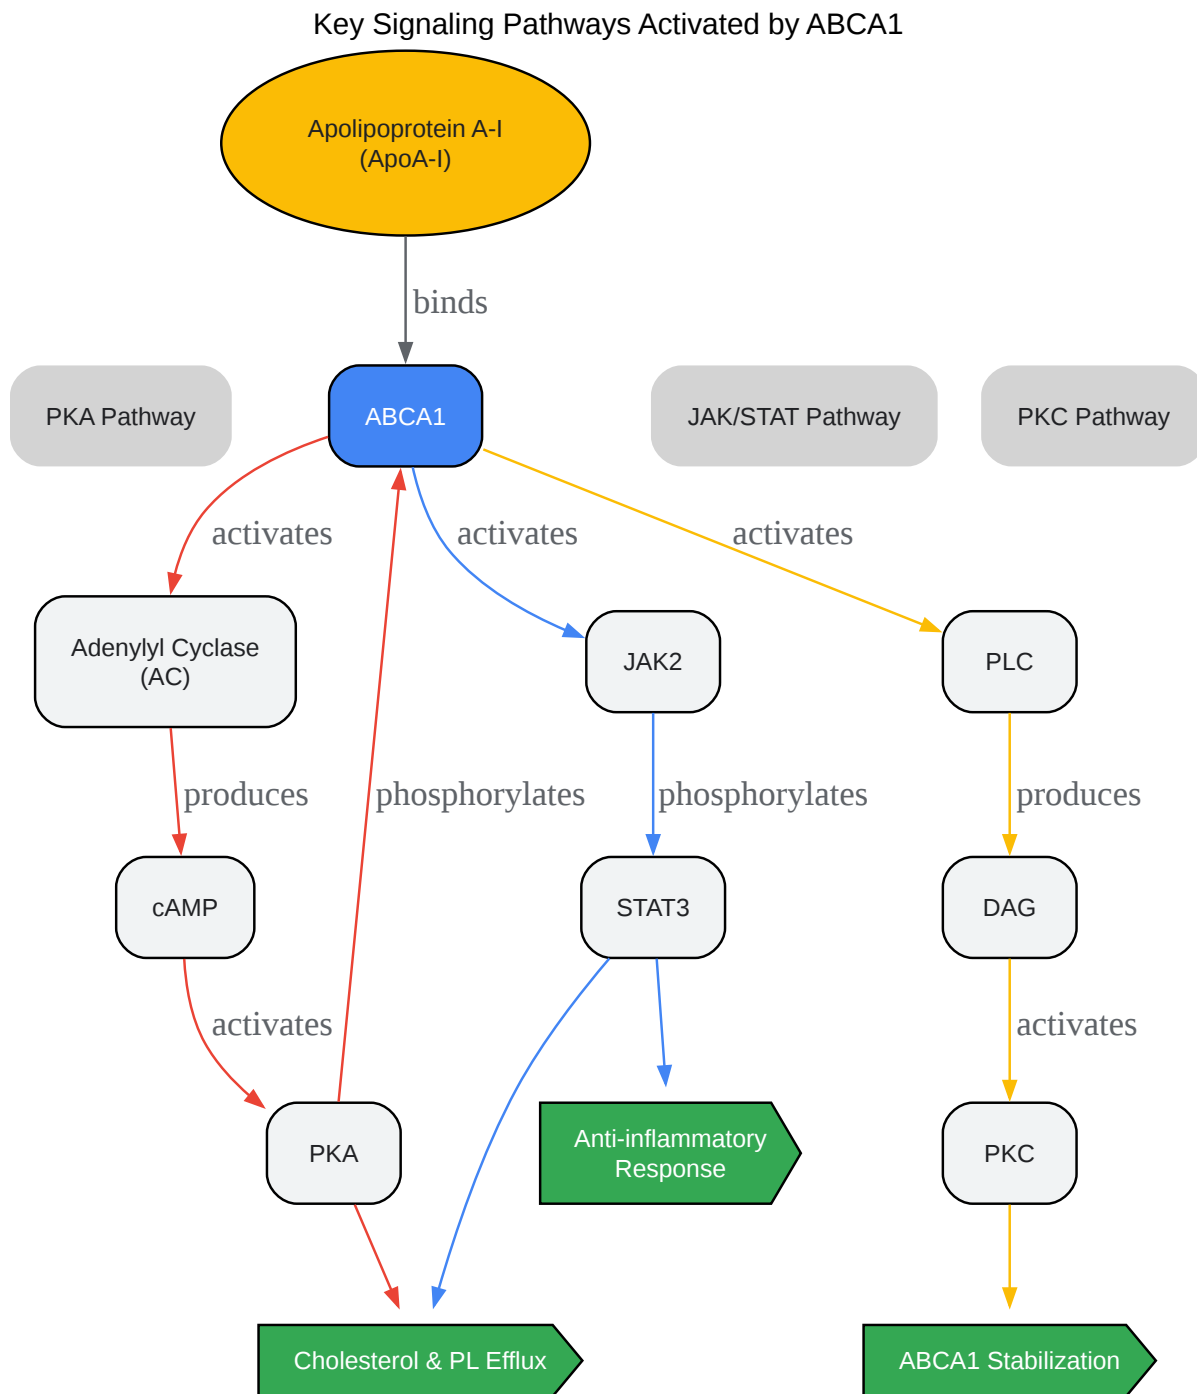 Key Signaling Pathways Activated by ABCA1
Apolipoprotein A-I
(ApoA-I)
binds
PKA Pathway
ABCA1
JAK/STAT Pathway
PKC Pathway
activates
activates
activates
Adenylyl Cyclase
(AC)
JAK2
PLC
produces
phosphorylates
phosphorylates
produces
cAMP
STAT3
DAG
activates
activates
PKA
Anti-inflammatory
Response
PKC
Cholesterol & PL Efflux
ABCA1 Stabilization